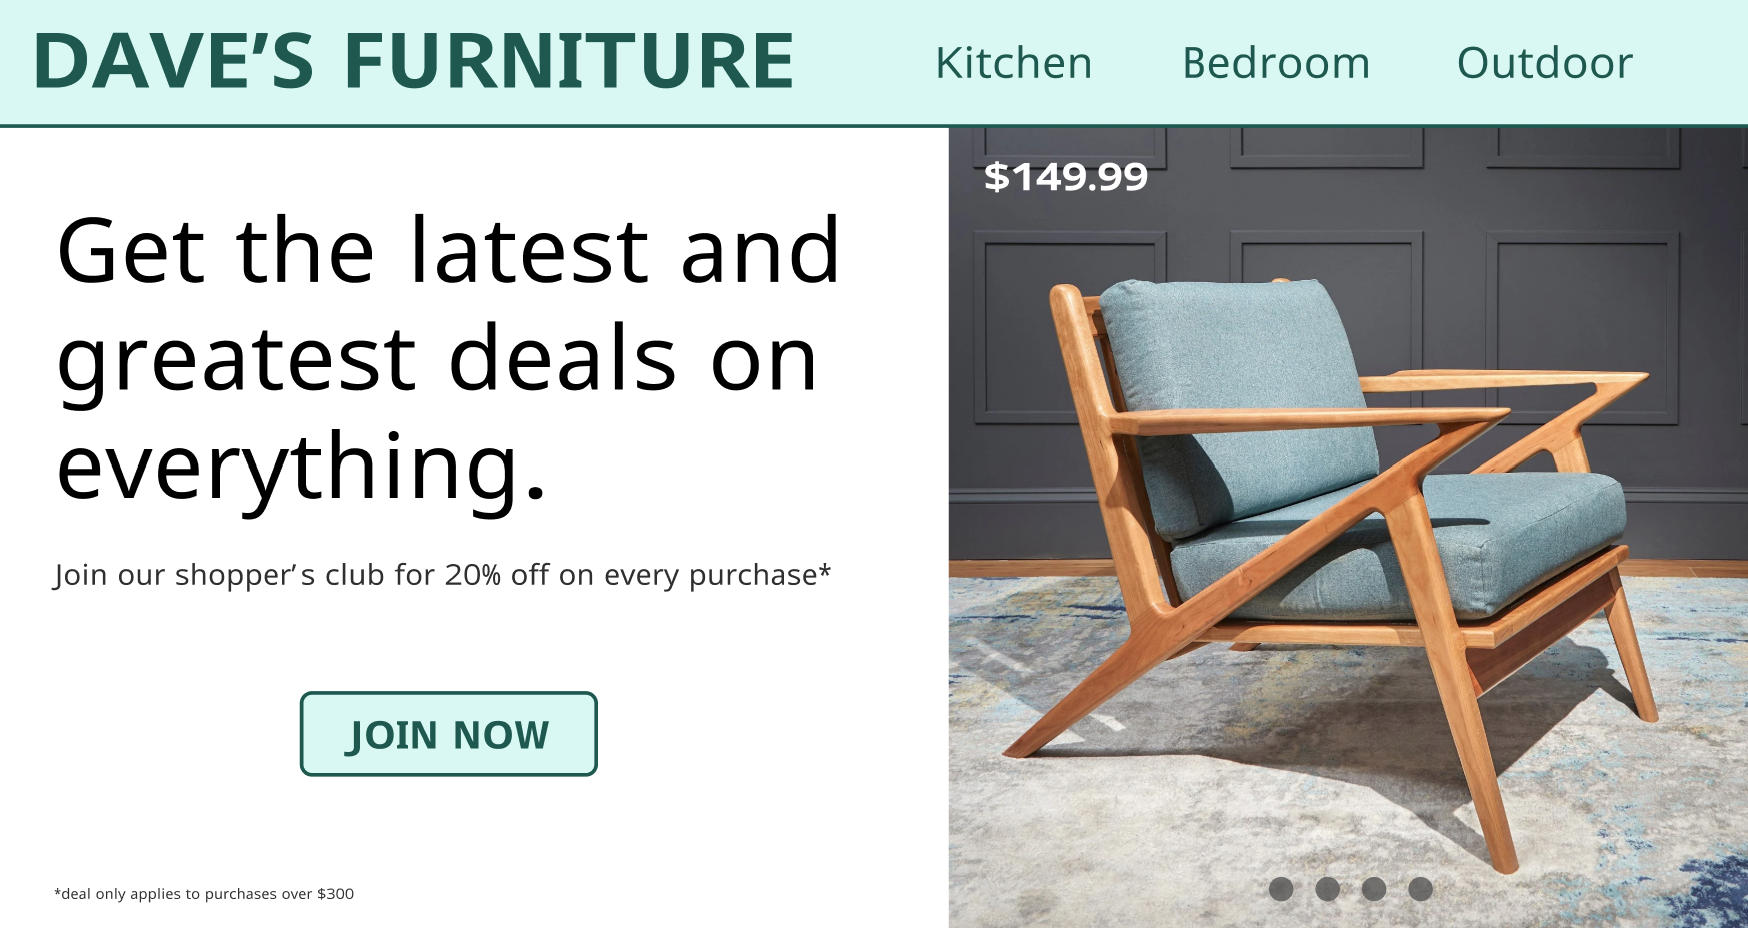 DAVE’S FURNITURE
Kitchen Bedroom Outdoor
$149.99
Get the latest and
greatest deals on
everything.
Join our shopper’s club for 20% off on every purchase*
JOIN NOW
*deal only applies to purchases over $300